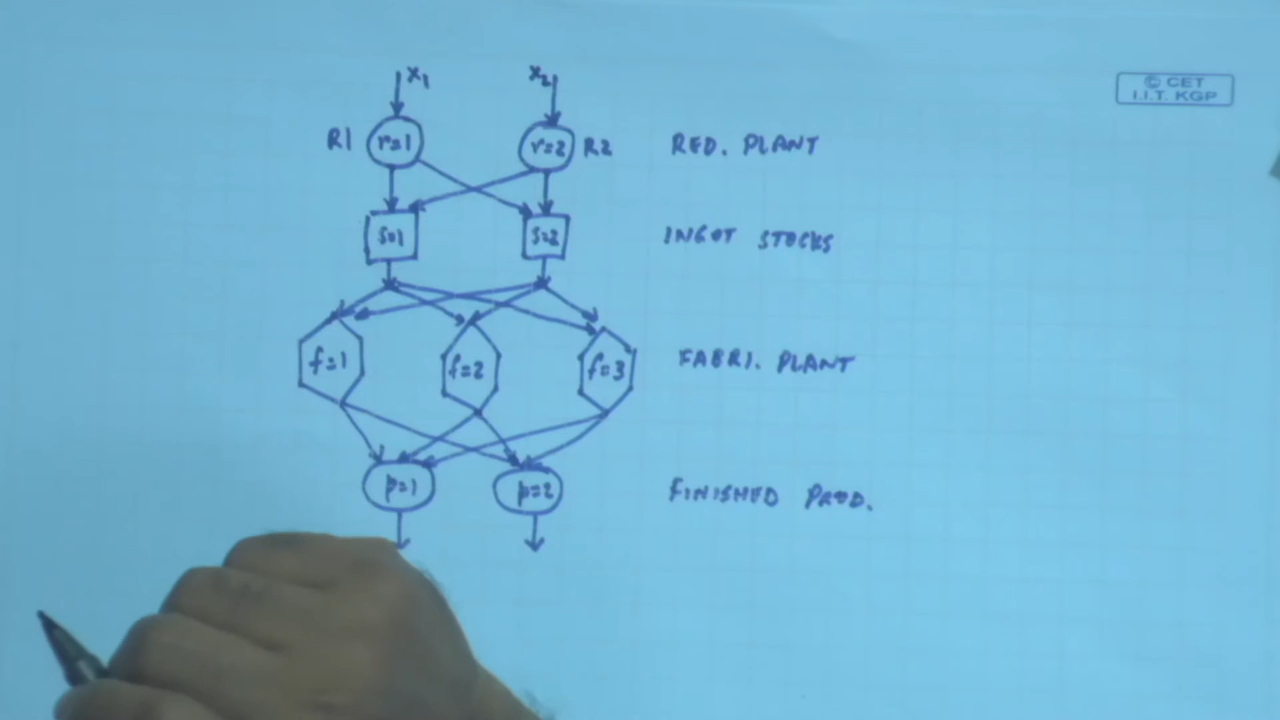 x1 x2
R1 r=1 r=2 R2 RED. PLANT
s=1 s=2 INGOT STOCKS
f=1 f=2 f=3 FABRI. PLANT
p=1 p=2 FINISHED PROD.
© CET
I.I.T. KGP